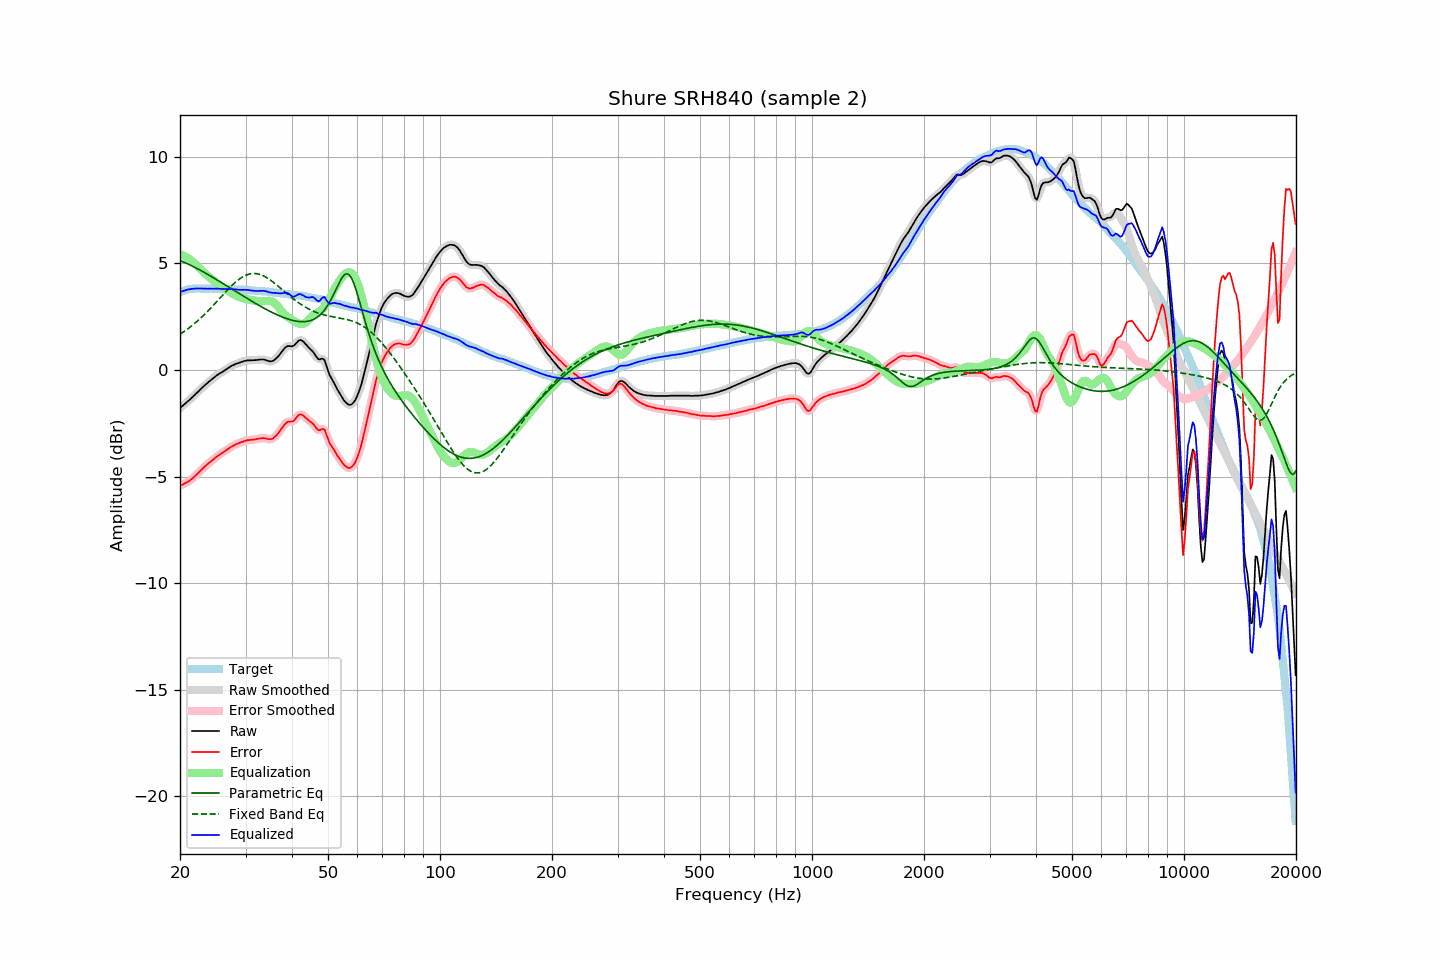 Shure SRH840 (sample 2)
Amplitude (dBr)
10
5
0
−5
−10
−15
−20
Target
Raw Smoothed
Error Smoothed
Raw
Error
Equalization
Parametric Eq
Fixed Band Eq
Equalized
20 50 100 200 500 1000 2000 5000 10000 20000
Frequency (Hz)